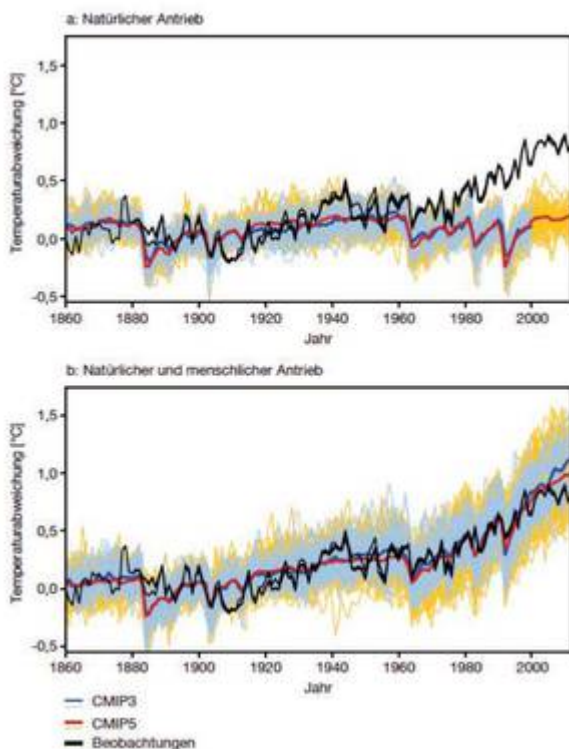 a: Natürlicher Antrieb
Temperaturabweichung [°C]
1,5
1,0
0,5
0,0
-0,5
1860 1880 1900 1920 1940 1960 1980 2000
Jahr
b: Natürlicher und menschlicher Antrieb
Temperaturabweichung [°C]
1,5
1,0
0,5
0,0
-0,5
1860 1880 1900 1920 1940 1960 1980 2000
Jahr
CMIP3
CMIP5
Beobachtungen